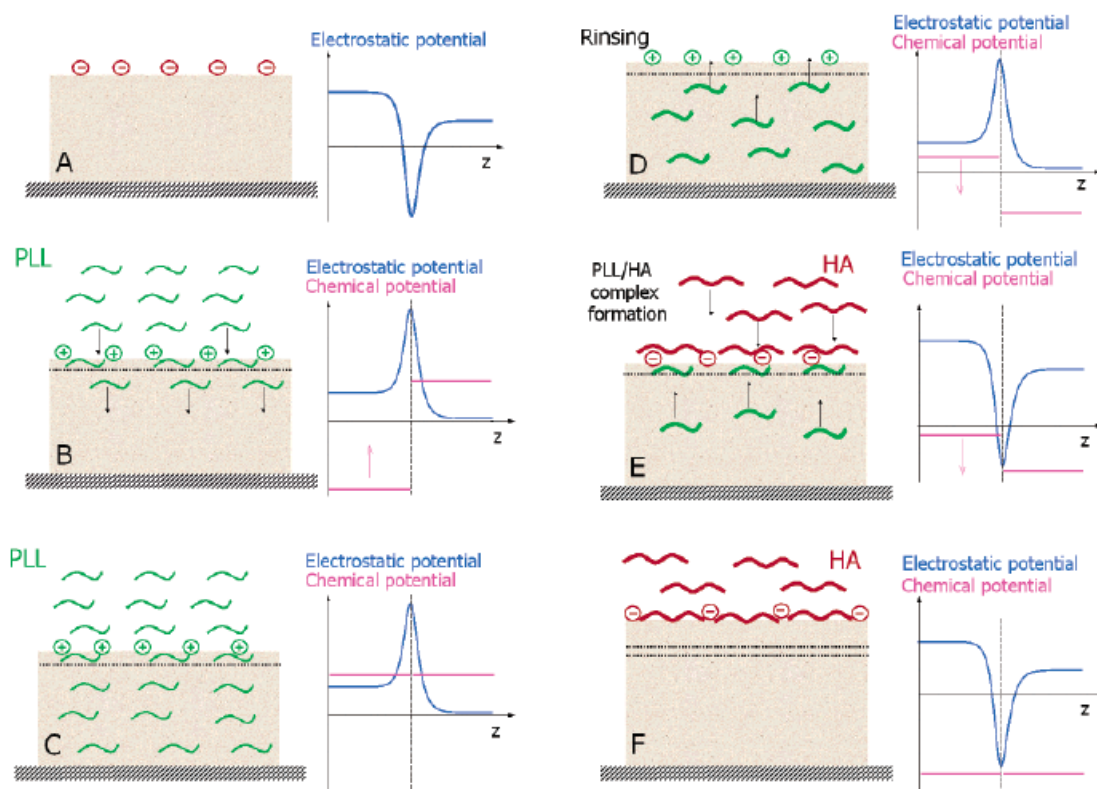 A
Electrostatic potential
z
PLL
B
Electrostatic potential
Chemical potential
z
PLL
C
Electrostatic potential
Chemical potential
z
Rinsing
D
Electrostatic potential
Chemical potential
z
PLL/HA
complex
formation
HA
E
Electrostatic potential
Chemical potential
z
HA
F
Electrostatic potential
Chemical potential
z